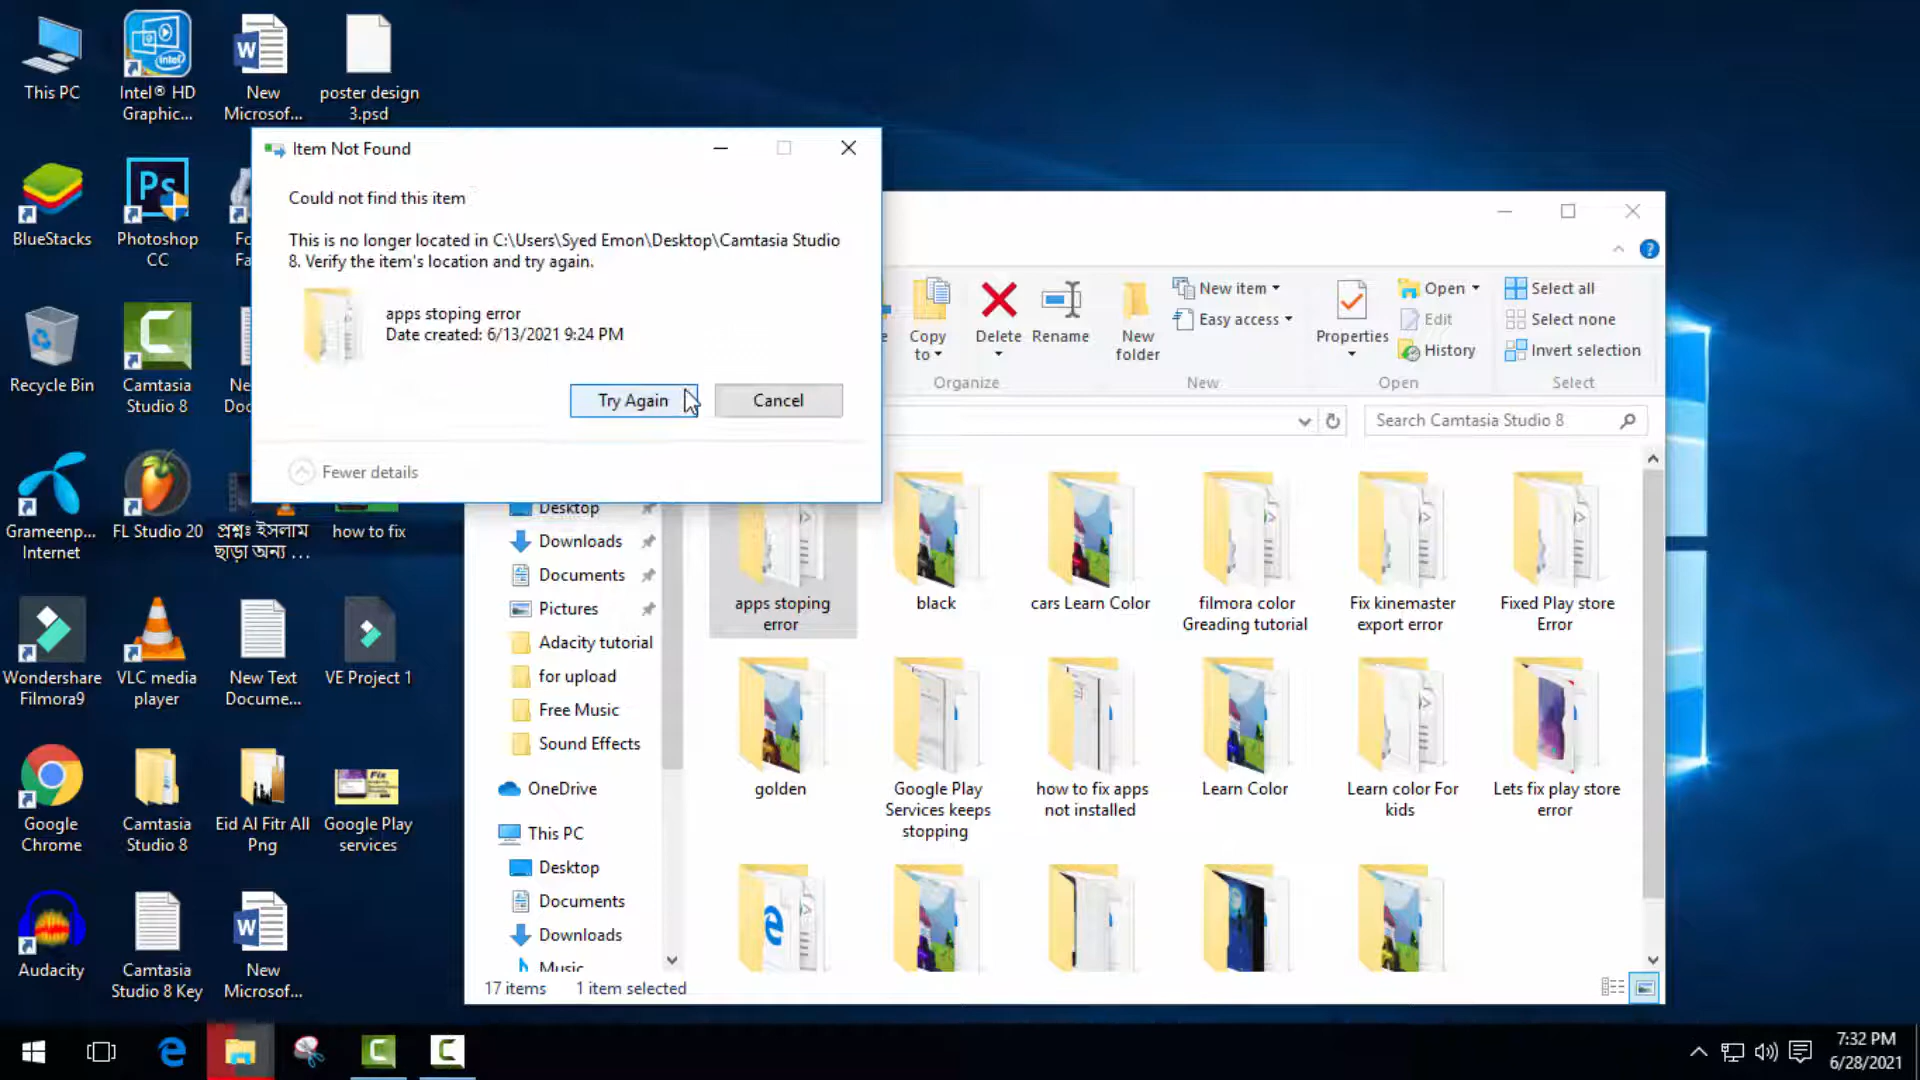 This PC
Intel® HD
Graphic...
New
Microsof...
poster design
3.psd
BlueStacks
Photoshop
CC
Fo
Fa
Recycle Bin
Camtasia
Studio 8
Ne
Doc
Grameenp...
Internet
FL Studio 20
প্রশ্নঃ ইসলাম
ছাড়া অন্য ...
how to fix
Wondershare
Filmora9
VLC media
player
New Text
Docume...
VE Project 1
Google
Chrome
Camtasia
Studio 8
Eid Al Fitr All
Png
Google Play
services
Audacity
Camtasia
Studio 8 Key
New
Microsof...
Item Not Found
Could not find this item
This is no longer located in C:\Users\Syed Emon\Desktop\Camtasia Studio
8. Verify the item's location and try again.
apps stoping error
Date created: 6/13/2021 9:24 PM
Try Again
Cancel
Fewer details
Copy
to
Delete
Rename
Organize
New
folder
New item
Easy access
New
Properties
Open
Edit
History
Open
Select all
Select none
Invert selection
Select
Search Camtasia Studio 8
Desktop
Downloads
Documents
Pictures
Adacity tutorial
for upload
Free Music
Sound Effects
OneDrive
This PC
Desktop
Documents
Downloads
Music
apps stoping
error
black
cars Learn Color
filmora color
Greading tutorial
Fix kinemaster
export error
Fixed Play store
Error
golden
Google Play
Services keeps
stopping
how to fix apps
not installed
Learn Color
Learn color For
kids
Lets fix play store
error
17 items
1 item selected
7:32 PM
6/28/2021